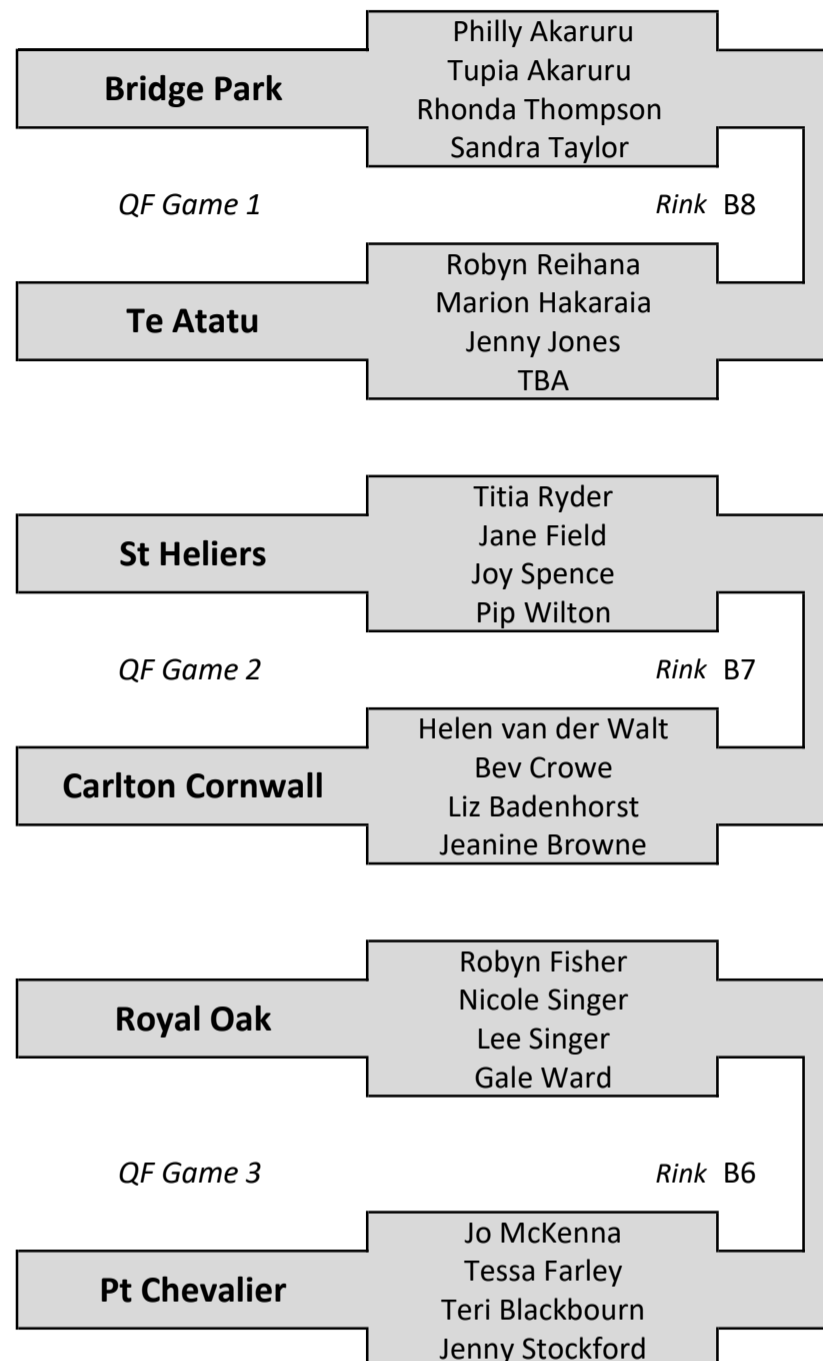 Philly Akaruru
Tupia Akaruru
Bridge Park
Rhonda Thompson
Sandra Taylor
QF Game 1 Rink B8
Robyn Reihana
Marion Hakaraia
Te Atatu
Jenny Jones
TBA
Titia Ryder
Jane Field
St Heliers
Joy Spence
Pip Wilton
QF Game 2 Rink B7
Helen van der Walt
Bev Crowe
Carlton Cornwall
Liz Badenhorst
Jeanine Browne
Robyn Fisher
Nicole Singer
Royal Oak
Lee Singer
Gale Ward
QF Game 3 Rink B6
Jo McKenna
Tessa Farley
Pt Chevalier
Teri Blackbourn
Jenny Stockford